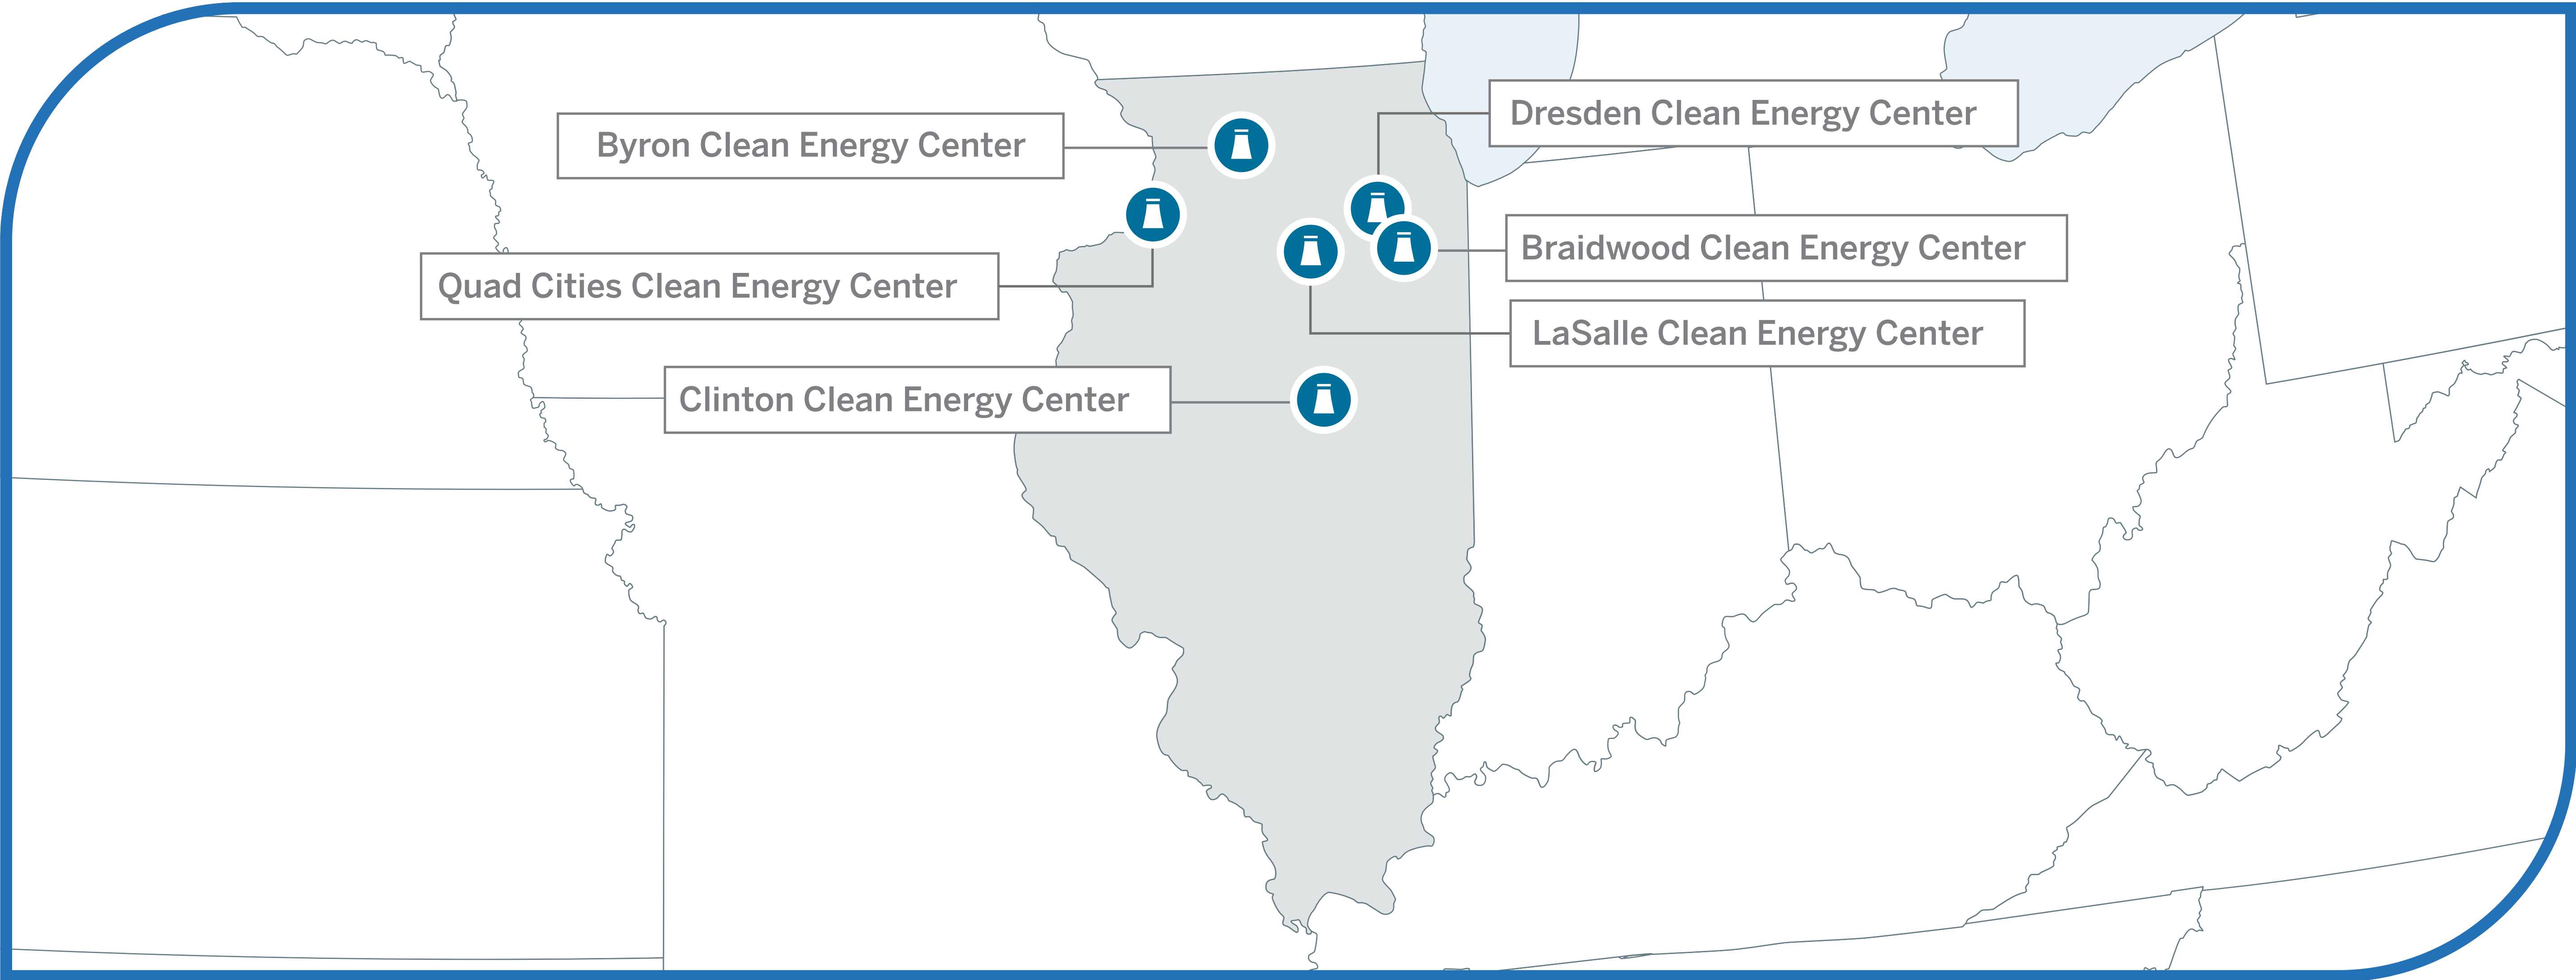 Dresden Clean Energy Center
Byron Clean Energy Center
Braidwood Clean Energy Center
Quad Cities Clean Energy Center
LaSalle Clean Energy Center
Clinton Clean Energy Center